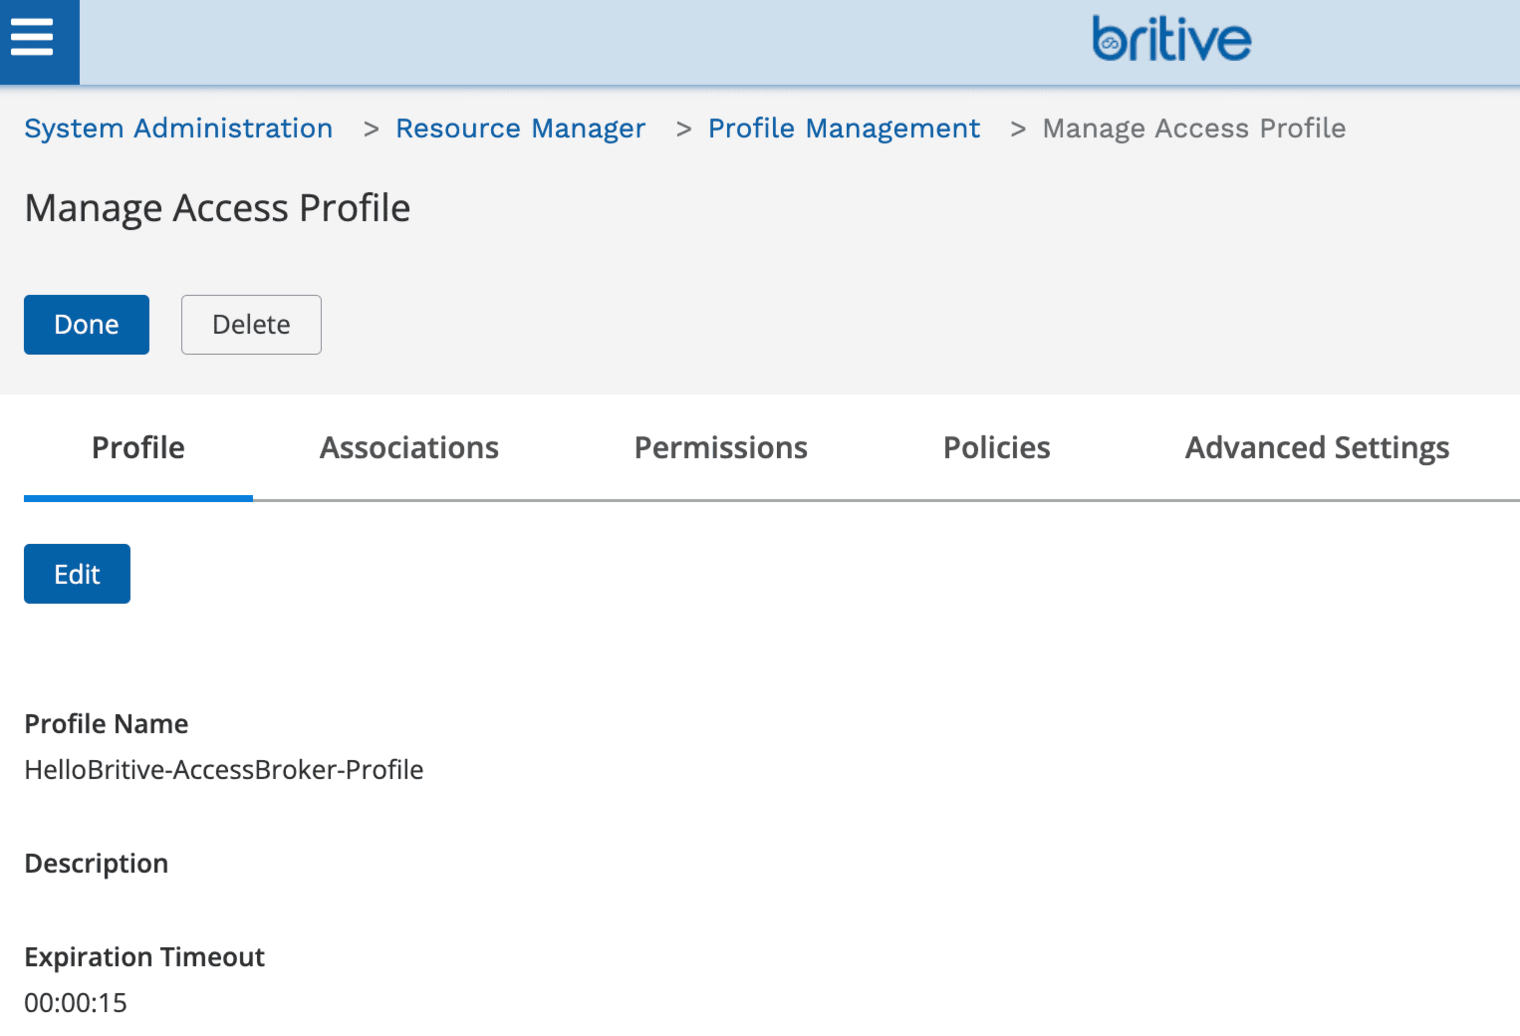 britive
System Administration > Resource Manager > Profile Management > Manage Access Profile
Manage Access Profile
Done Delete
Profile Associations Permissions Policies Advanced Settings
Edit
Profile Name
HelloBritive-AccessBroker-Profile
Description
Expiration Timeout
00:00:15